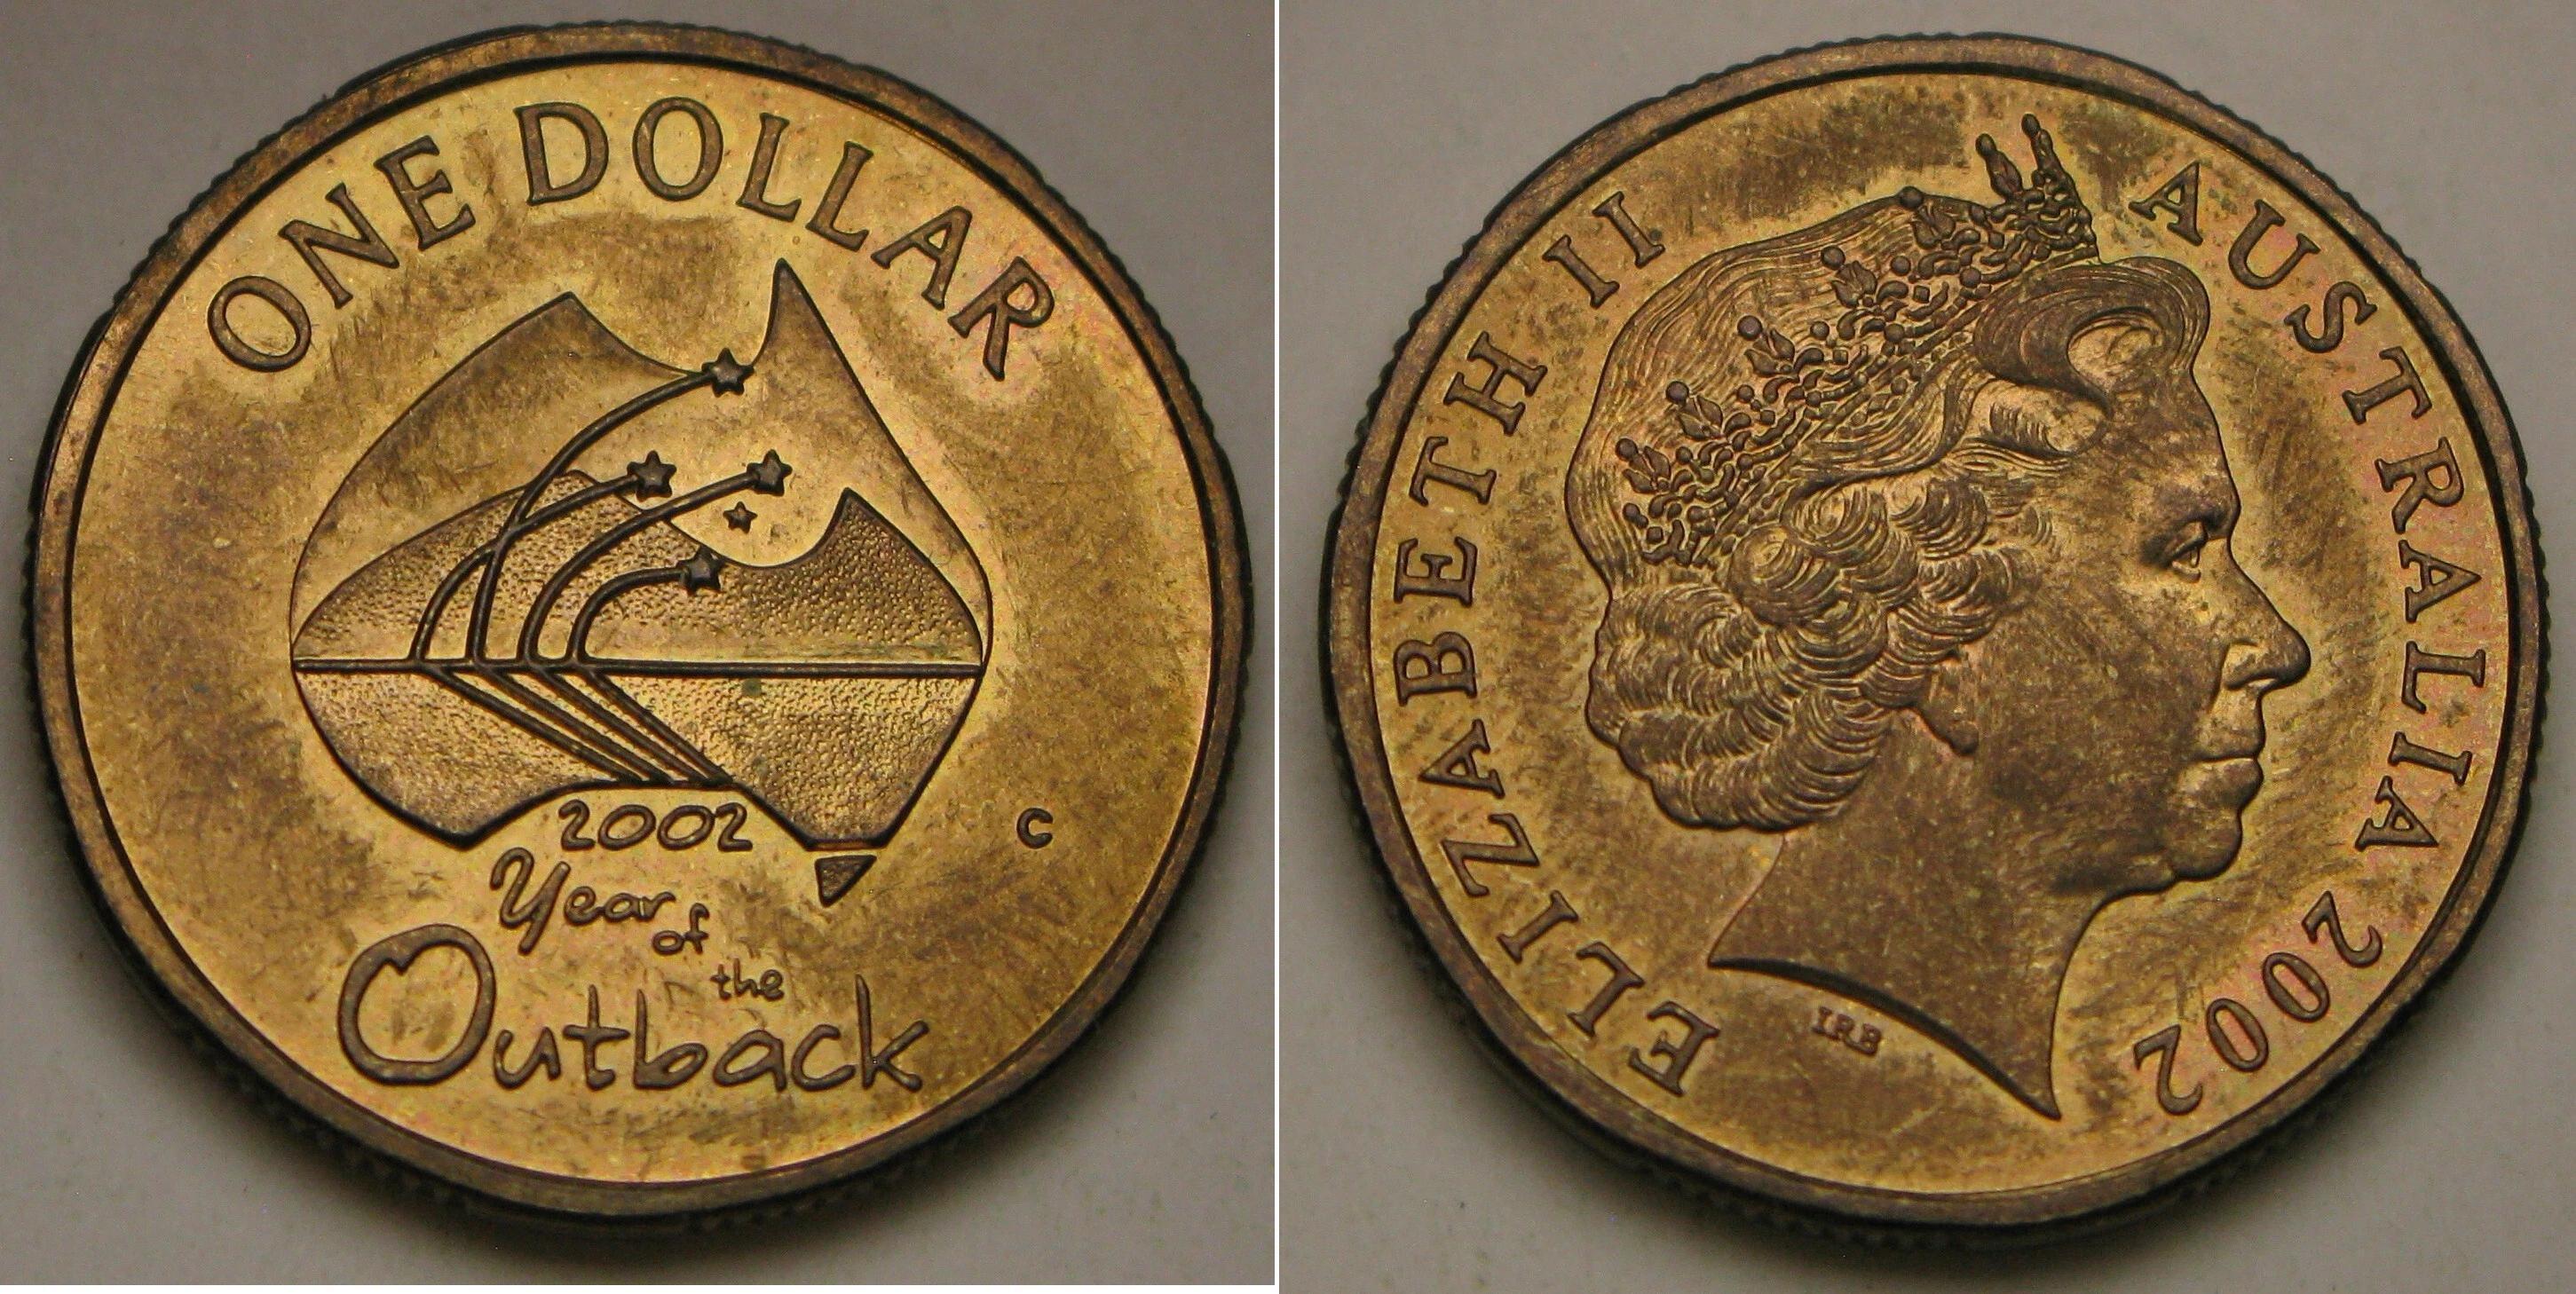 ONE DOLLAR
C
2002
Year of
the
Outback
ELIZABETH II AUSTRALIA 2002
IRB